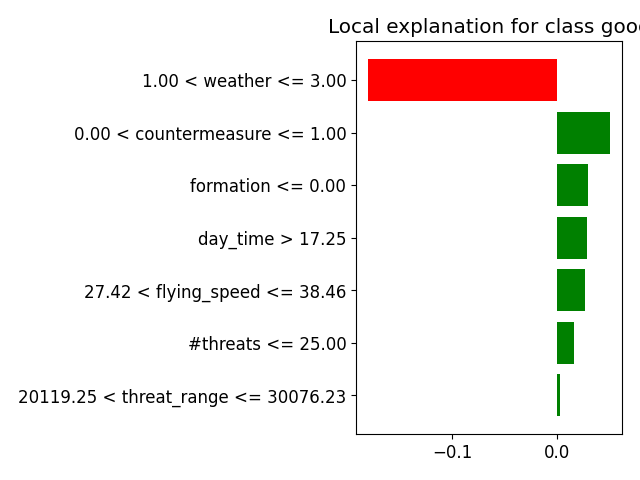 Local explanation for class good
1.00 < weather <= 3.00
0.00 < countermeasure <= 1.00
formation <= 0.00
day_time > 17.25
27.42 < flying_speed <= 38.46
#threats <= 25.00
20119.25 < threat_range <= 30076.23
−0.1 0.0